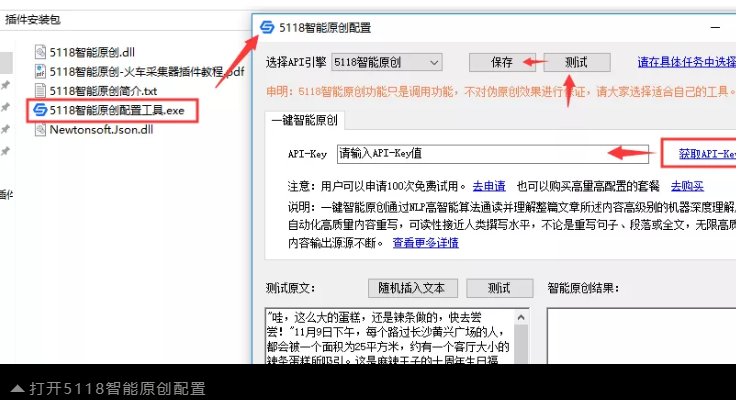 插件安装包
5118智能原创.dll
5118智能原创-火车采集器插件教程.pdf
5118智能原创简介.txt
5118智能原创配置工具.exe
Newtonsoft.Json.dll
5118智能原创配置
选择API引擎 5118智能原创 保存 测试 请在具体任务中选择
申明：5118智能原创功能只是调用功能，不对伪原创效果进行保证，请大家选择适合自己的工具。
一键智能原创
API-Key 请输入API-Key值 获取API-Key
注意：用户可以申请100次免费试用。 去申请 也可以购买高量高配置的套餐 去购买
说明：一键智能原创通过NLP高智能算法通读并理解整篇文章所述内容高级别的机器深度理解，
自动化高质量内容重写，可读性接近人类撰写水平，不论是重写句子、段落或全文，无限高质
内容输出源源不断。 查看更多详情
测试原文： 随机插入文本 测试 智能原创结果：
"哇，这么大的蛋糕，还是辣条做的，快去尝
尝！"11月9日下午，每个路过长沙黄兴广场的人，
都会被一个面积为25平方米，约有一个客厅大小的
辣条蛋糕所吸引。这是麻辣王子的十周年生日福
打开5118智能原创配置